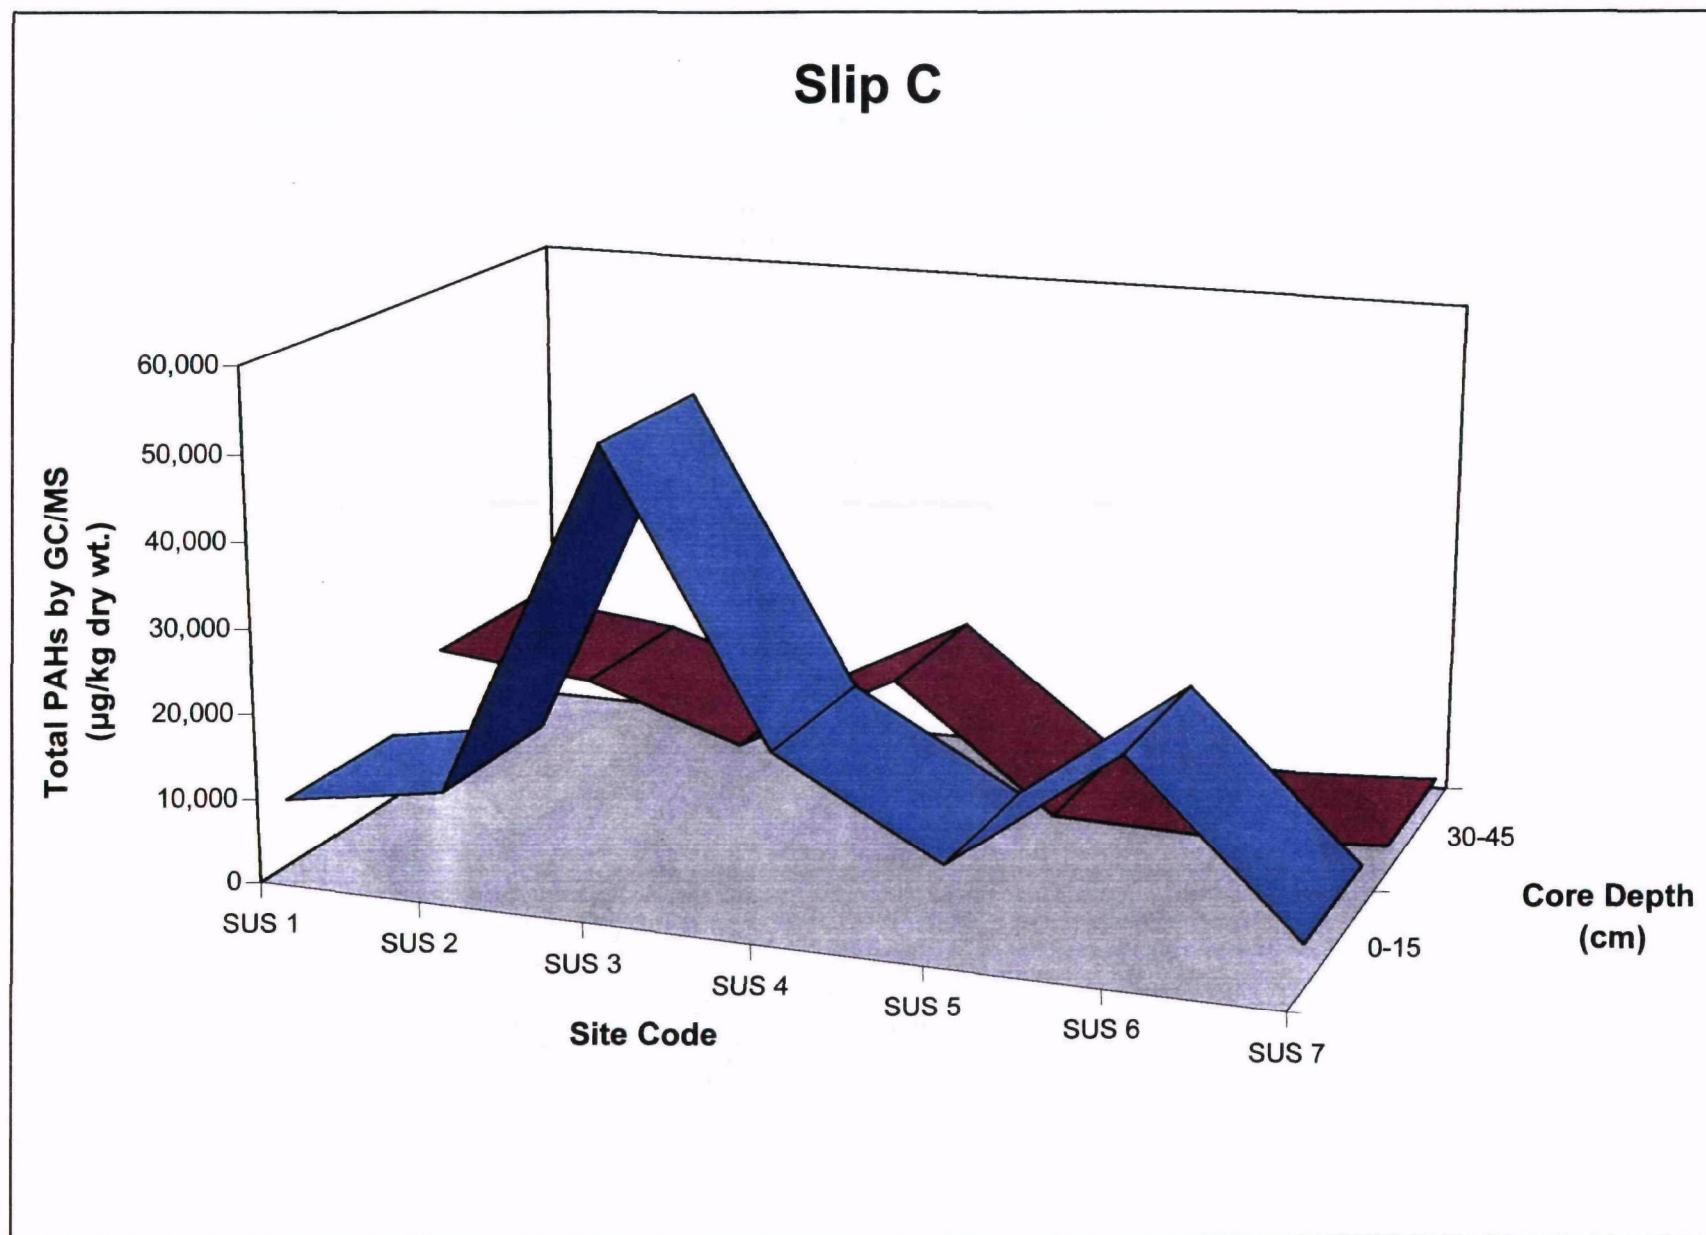 Slip C
Total PAHs by GC/MS
(µg/kg dry wt.)
60,000
50,000
40,000
30,000
20,000
10,000
0
SUS 1
SUS 2
SUS 3
SUS 4
SUS 5
SUS 6
SUS 7
Site Code
30-45
0-15
Core Depth
(cm)